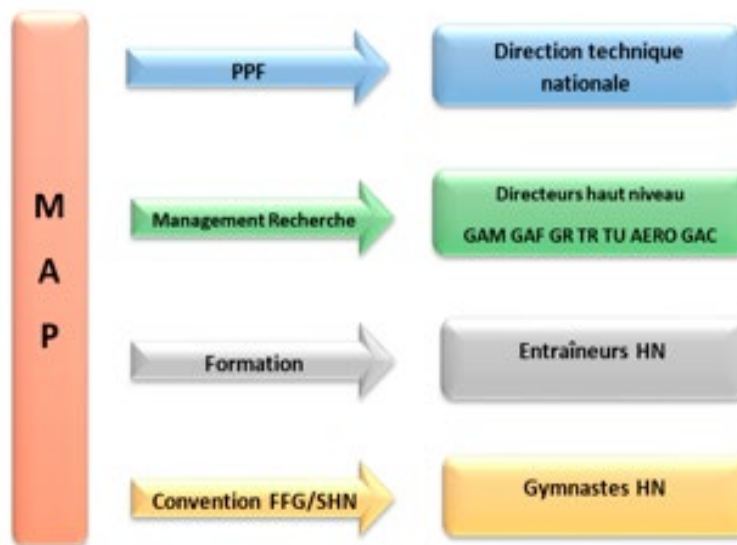 M
A
P
PPF
Direction technique
nationale
Management Recherche
Directeurs haut niveau
GAM GAF GR TR TU AERO GAC
Formation
Entraîneurs HN
Convention FFG/SHN
Gymnastes HN